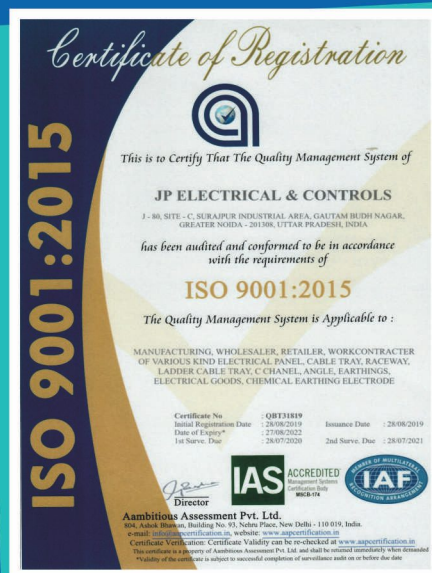 Certificate of Registration
ISO 9001:2015
This is to Certify That The Quality Management System of
JP ELECTRICAL & CONTROLS
J - 80, SITE - C, SURAJPUR INDUSTRIAL AREA, GAUTAM BUDH NAGAR,
GREATER NOIDA - 201308, UTTAR PRADESH, INDIA
has been audited and conformed to be in accordance
with the requirements of
ISO 9001:2015
The Quality Management System is Applicable to :
MANUFACTURING, WHOLESALER, RETAILER, WORKCONTRACTER
OF VARIOUS KIND ELECTRICAL PANEL, CABLE TRAY, RACEWAY,
LADDER CABLE TRAY, C CHANEL, ANGLE, EARTHINGS,
ELECTRICAL GOODS, CHEMICAL EARTHING ELECTRODE
Certificate No : QBT31819
Initial Registration Date : 28/08/2019 Issuance Date : 28/08/2019
Date of Expiry* : 27/08/2022
1st Surve. Due : 28/07/2020 2nd Surve. Due : 28/07/2021
Director
IAS ACCREDITED
Management Systems
Certification Body
MSCB-174
MEMBER OF MULTILATERAL
IAF
RECOGNITION ARRANGEMENT
Aambitious Assessment Pvt. Ltd.
804, Ashok Bhawan, Building No. 93, Nehru Place, New Delhi - 110 019, India.
e-mail: info@aapcertification.in, website: www.aapcertification.in
Certificate Verification: Certificate Validity can be re-checked at www.aapcertification.in
This certificate is a property of Aambitious Assessment Pvt. Ltd. and shall be returned immediately when demanded
*Validity of the certificate is subject to successful completion of surveillance audit on or before due date